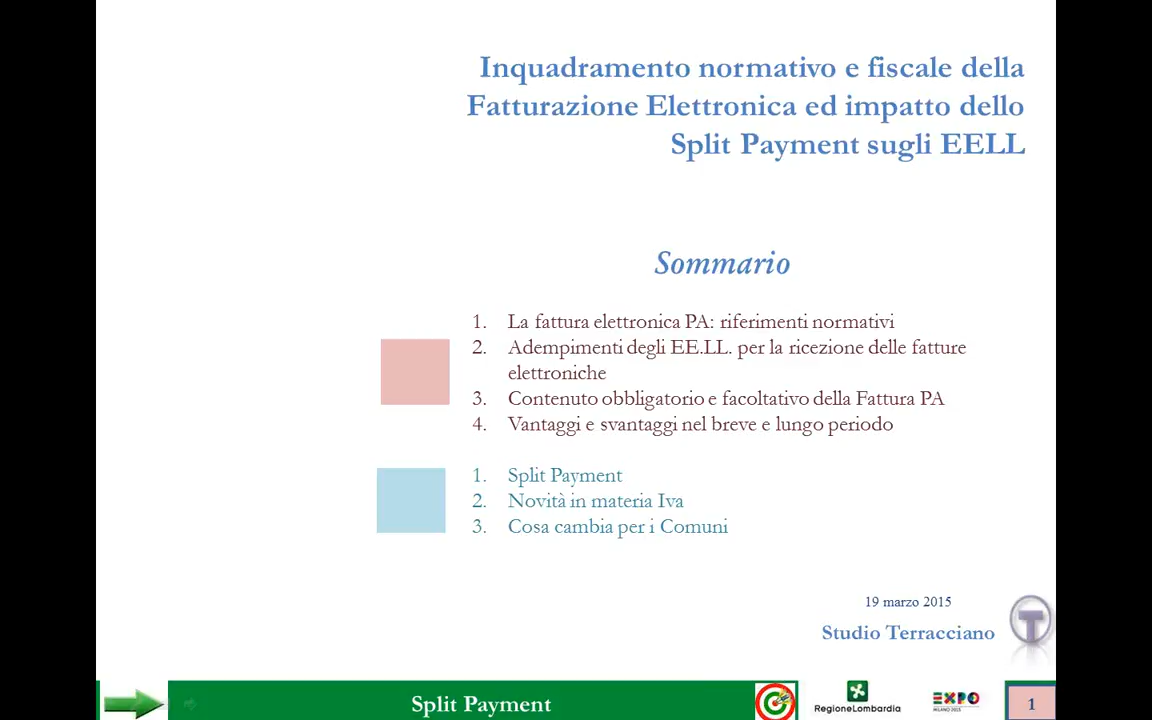 Inquadramento normativo e fiscale della
Fatturazione Elettronica ed impatto dello
Split Payment sugli EELL
Sommario
1. La fattura elettronica PA: riferimenti normativi
2. Adempimenti degli EE.LL. per la ricezione delle fatture
elettroniche
3. Contenuto obbligatorio e facoltativo della Fattura PA
4. Vantaggi e svantaggi nel breve e lungo periodo
1. Split Payment
2. Novità in materia Iva
3. Cosa cambia per i Comuni
19 marzo 2015
Studio Terracciano
T
Split Payment
RegioneLombardia
EXPO
MILANO 2015
1